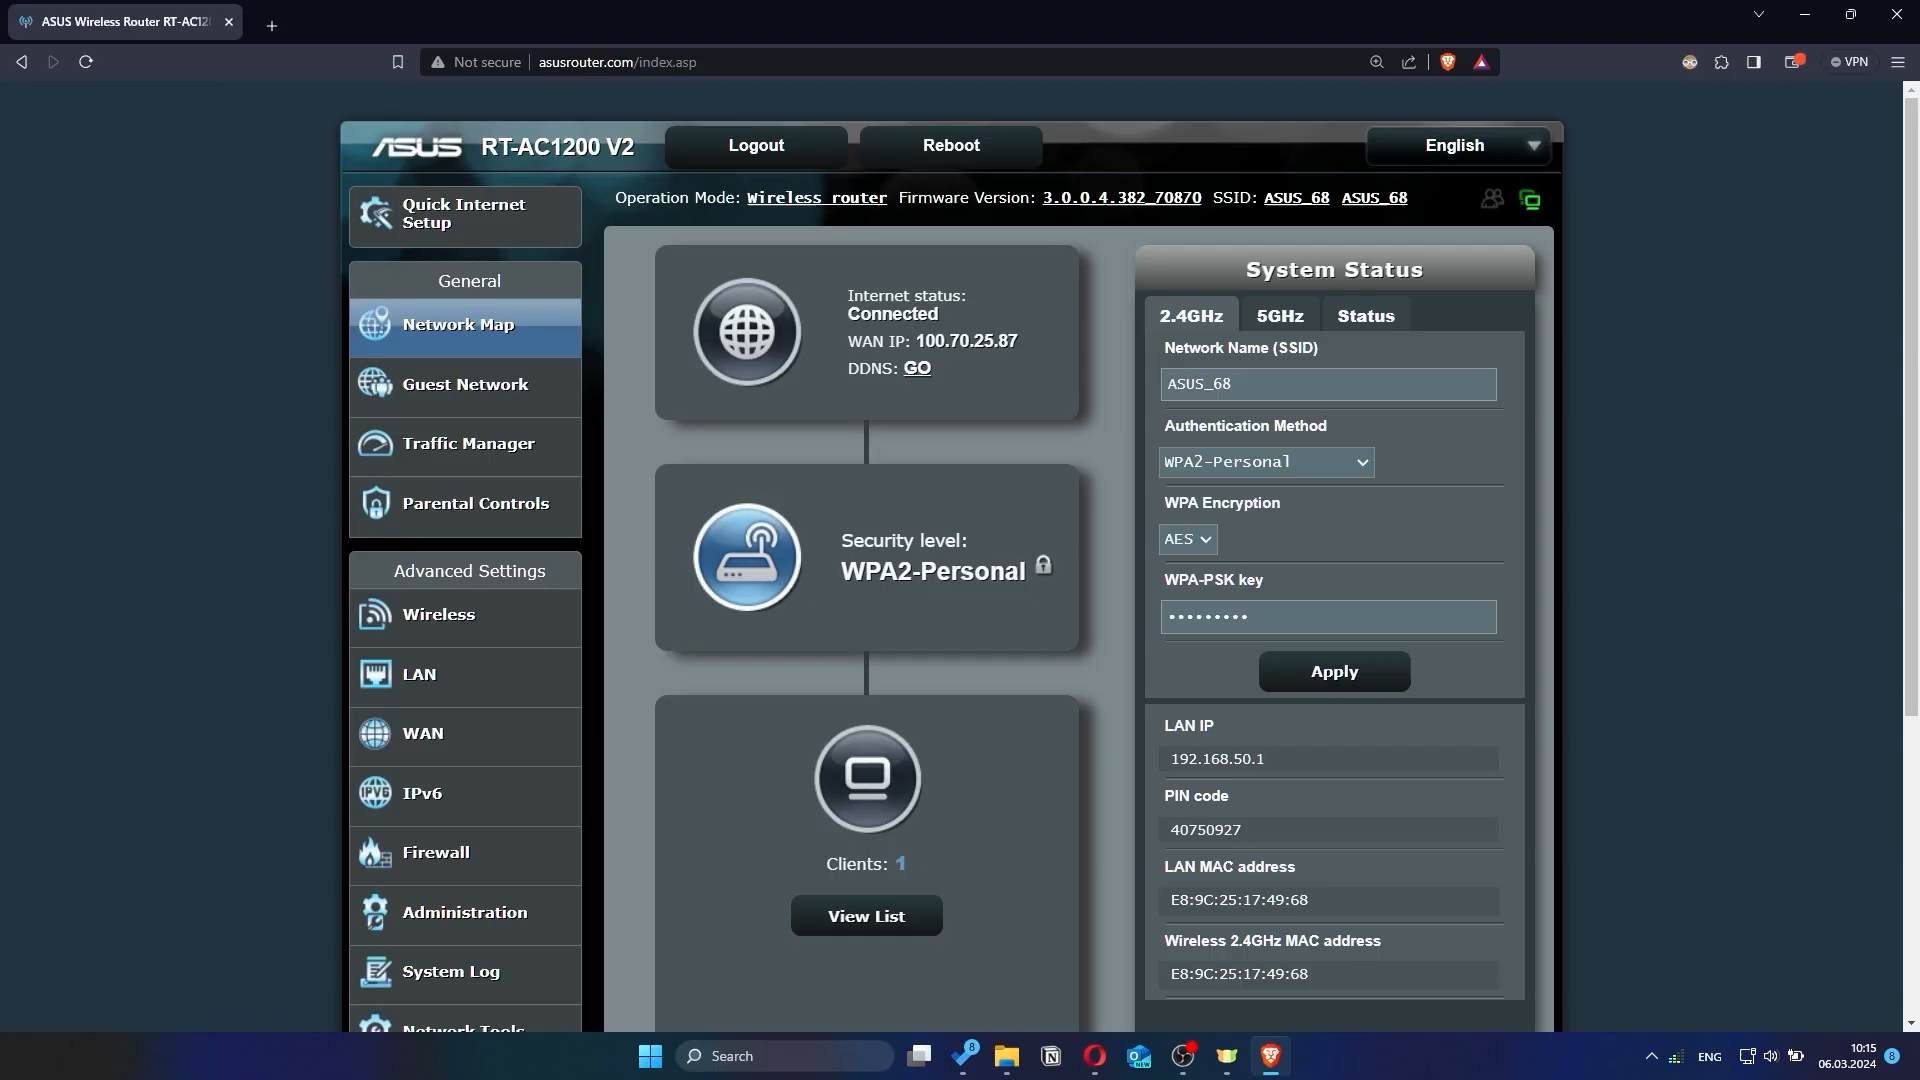 ASUS Wireless Router RT-AC12
Not secure
asusrouter.com/index.asp
VPN
ASUS
RT-AC1200 V2
Logout
Reboot
English
Operation Mode: Wireless router Firmware Version: 3.0.0.4.382_70870 SSID: ASUS_68 ASUS_68
Quick Internet
Setup
General
Network Map
Guest Network
Traffic Manager
Parental Controls
Advanced Settings
Wireless
LAN
WAN
IPv6
Firewall
Administration
System Log
Network Tools
Internet status:
Connected
WAN IP: 100.70.25.87
DDNS: GO
Security level:
WPA2-Personal
Clients: 1
View List
System Status
2.4GHz
5GHz
Status
Network Name (SSID)
ASUS_68
Authentication Method
WPA2-Personal
WPA Encryption
AES
WPA-PSK key
•••••••••
Apply
LAN IP
192.168.50.1
PIN code
40750927
LAN MAC address
E8:9C:25:17:49:68
Wireless 2.4GHz MAC address
E8:9C:25:17:49:68
Search
8
NEW
ENG
10:15
06.03.2024
8